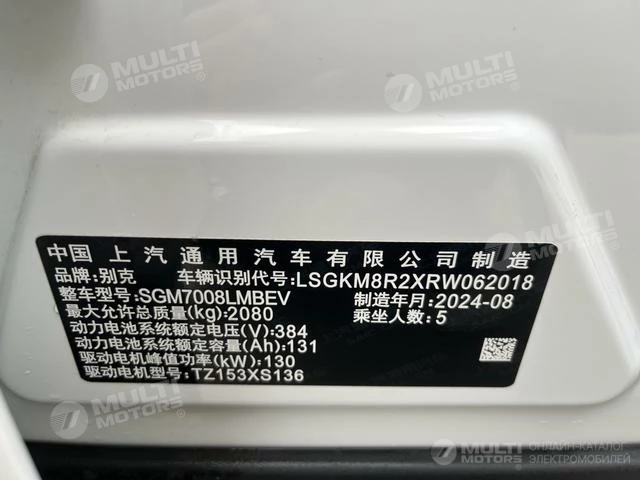 MULTI MOTORS
MULTI MOTORS
中国 上汽通用汽车有限公司制造
品牌:别克 车辆识别代号:LSGKM8R2XRW062018
整车型号:SGM7008LMBEV 制造年月:2024-08
最大允许总质量(kg):2080 乘坐人数:5
动力电池系统额定电压(V):384
动力电池系统额定容量(Ah):131
驱动电机峰值功率(kW):130
驱动电机型号:TZ153XS136
MULTI MOTORS
MULTI MOTORS
MULTI MOTORS
ОНЛАЙН-КАТАЛОГ
ЭЛЕКТРОМОБИЛЕЙ